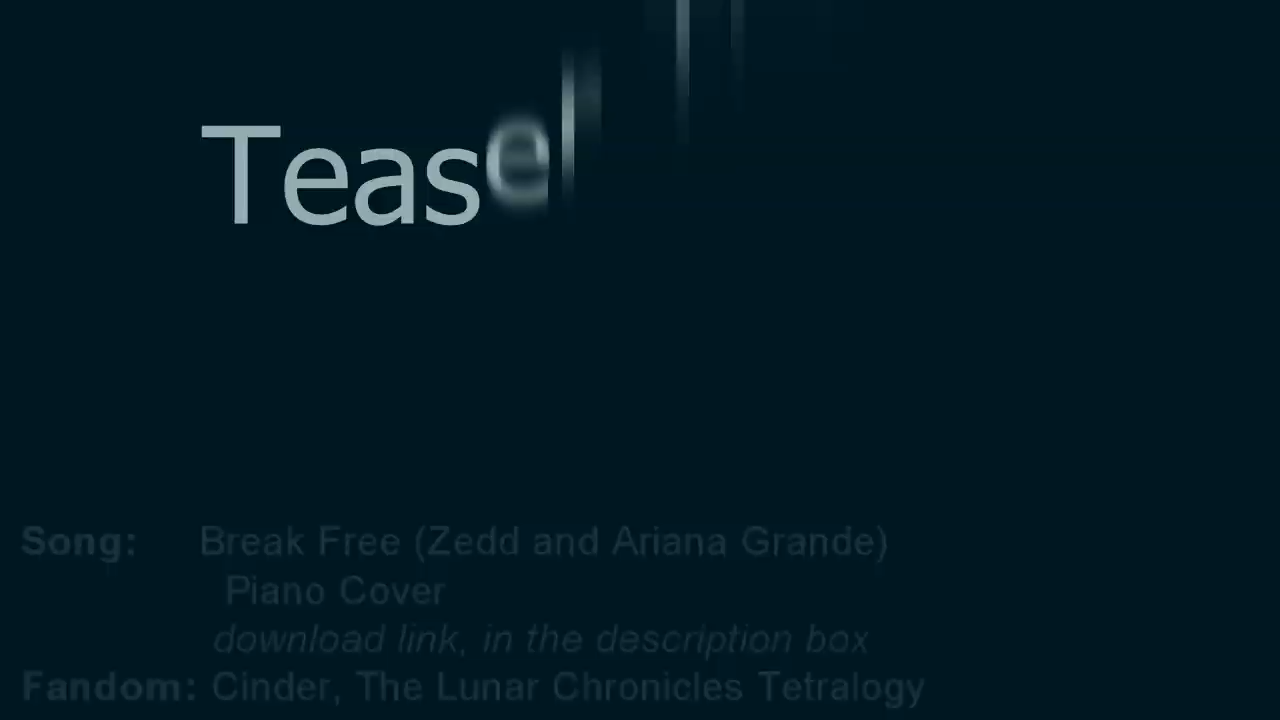 Tease
Song: Break Free (Zedd and Ariana Grande)
Piano Cover
download link, in the description box
Fandom: Cinder, The Lunar Chronicles Tetralogy